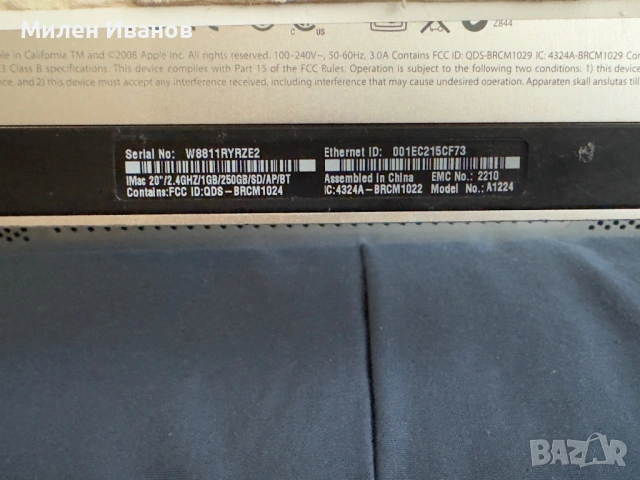 Милен Иванов
C US
Z844
ple in California TM and ©2008 Apple Inc. All rights reserved. 100-240V~, 50-60Hz, 3.0A Contains FCC ID: QDS-BRCM1029 IC: 4324A-BRCM1029 Con
3 Class B specifications. This device complies with Part 15 of the FCC Rules. Operation is subject to the following two conditions: 1) this device
ence, and 2) this device must accept any interference received, including interference that may cause undesired operation. Apparaten skall anslutas till
Serial No: W8811RYRZE2
IMac 20"/2.4GHZ/1GB/250GB/SD/AP/BT
Contains:FCC ID:QDS-BRCM1024
Ethernet ID: 001EC215CF73
Assembled in China EMC No.: 2210
IC:4324A-BRCM1022 Model No.: A1224
BAZAR
bg